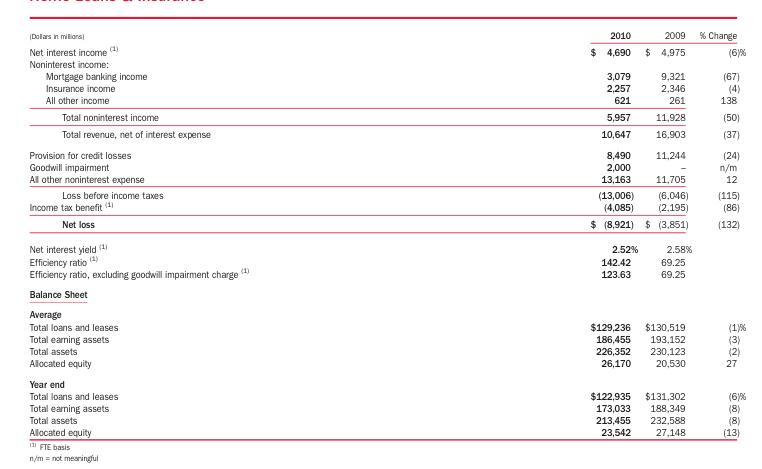 Home Loans & Insurance
(Dollars in millions) 2010 2009 % Change
Net interest income (1) $ 4,690 $ 4,975 (6)%
Noninterest income:
Mortgage banking income 3,079 9,321 (67)
Insurance income 2,257 2,346 (4)
All other income 621 261 138
Total noninterest income 5,957 11,928 (50)
Total revenue, net of interest expense 10,647 16,903 (37)
Provision for credit losses 8,490 11,244 (24)
Goodwill impairment 2,000 – n/m
All other noninterest expense 13,163 11,705 12
Loss before income taxes (13,006) (6,046) (115)
Income tax benefit (1) (4,085) (2,195) (86)
Net loss $ (8,921) $ (3,851) (132)
Net interest yield (1) 2.52% 2.58%
Efficiency ratio (1) 142.42 69.25
Efficiency ratio, excluding goodwill impairment charge (1) 123.63 69.25
Balance Sheet
Average
Total loans and leases $129,236 $130,519 (1)%
Total earning assets 186,455 193,152 (3)
Total assets 226,352 230,123 (2)
Allocated equity 26,170 20,530 27
Year end
Total loans and leases $122,935 $131,302 (6)%
Total earning assets 173,033 188,349 (8)
Total assets 213,455 232,588 (8)
Allocated equity 23,542 27,148 (13)
(1) FTE basis
n/m = not meaningful